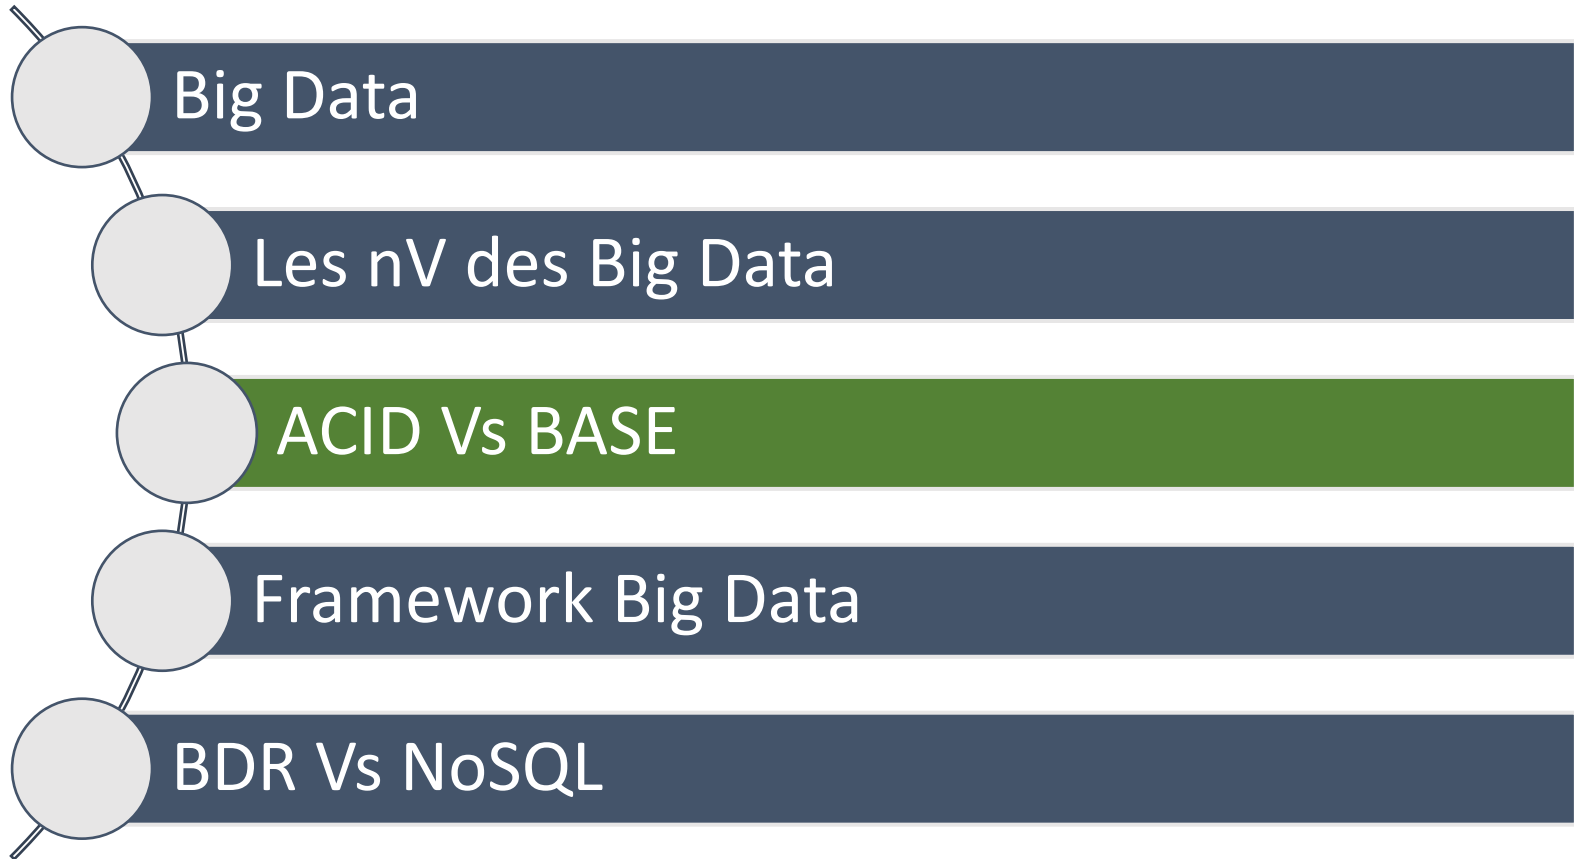 Big Data
Les nV des Big Data
ACID Vs BASE
Framework Big Data
BDR Vs NoSQL